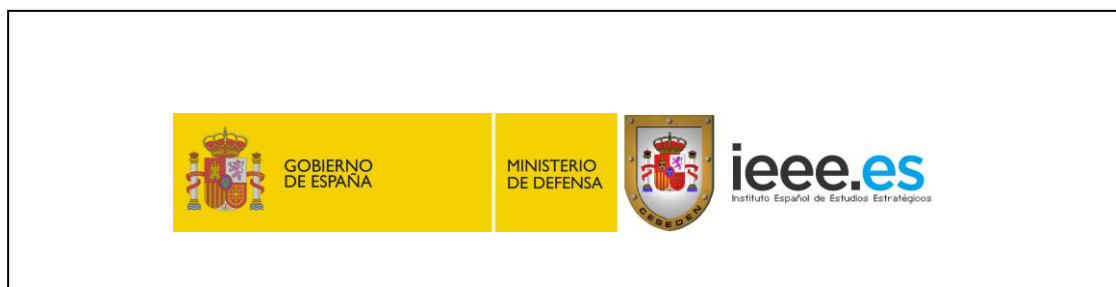 GOBIERNO
DE ESPAÑA
MINISTERIO
DE DEFENSA
CESEDEN
ieee.es
Instituto Español de Estudios Estratégicos